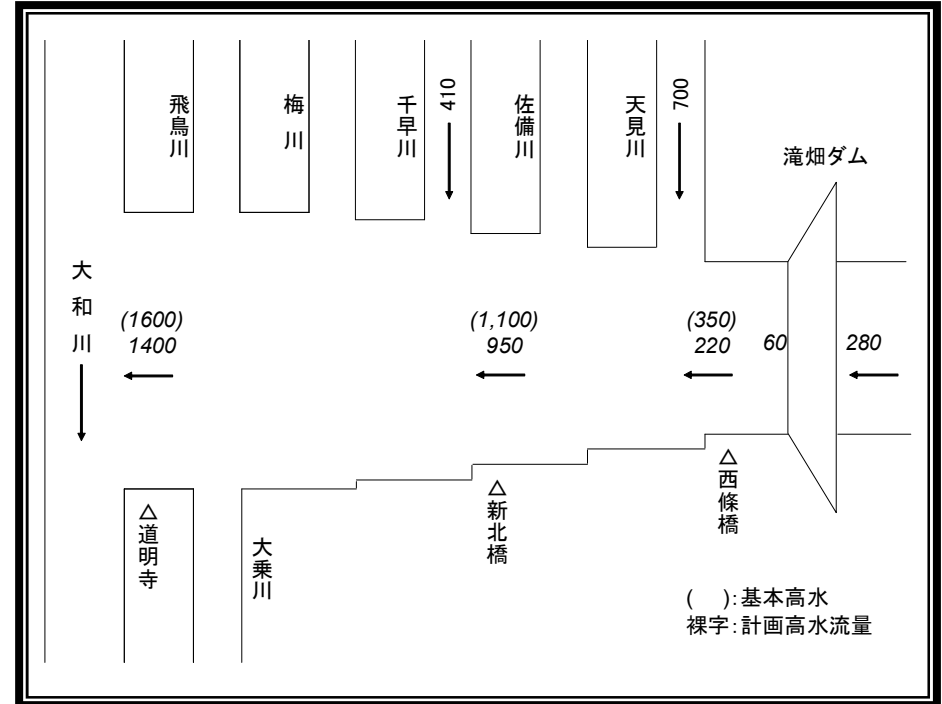 飛鳥川
梅川
千早川
410
佐備川
天見川
700
滝畑ダム
大和川
(1600)
1400
(1,100)
950
(350)
220
60
280
△道明寺
大乗川
△新北橋
△西條橋
( ):基本高水
裸字:計画高水流量